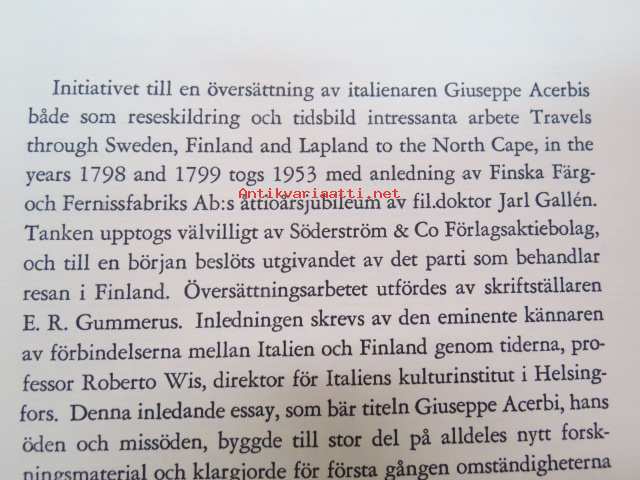 Initiativet till en översättning av italienaren Giuseppe Acerbis
både som reseskildring och tidsbild intressanta arbete Travels
through Sweden, Finland and Lapland to the North Cape, in the
years 1798 and 1799 togs 1953 med anledning av Finska Färg-
Antikvariaatti.net
och Fernissfabriks Ab:s åttioårsjubileum av fil.doktor Jarl Gallén.
Tanken upptogs välvilligt av Söderström & Co Förlagsaktiebolag,
och till en början beslöts utgivandet av det parti som behandlar
resan i Finland. Översättningsarbetet utfördes av skriftställaren
E. R. Gummerus. Inledningen skrevs av den eminente kännaren
av förbindelserna mellan Italien och Finland genom tiderna, pro-
fessor Roberto Wis, direktor för Italiens kulturinstitut i Helsing-
fors. Denna inledande essay, som bär titeln Giuseppe Acerbi, hans
öden och missöden, byggde till stor del på alldeles nytt forsk-
ningsmaterial och klargjorde för första gången omständigheterna